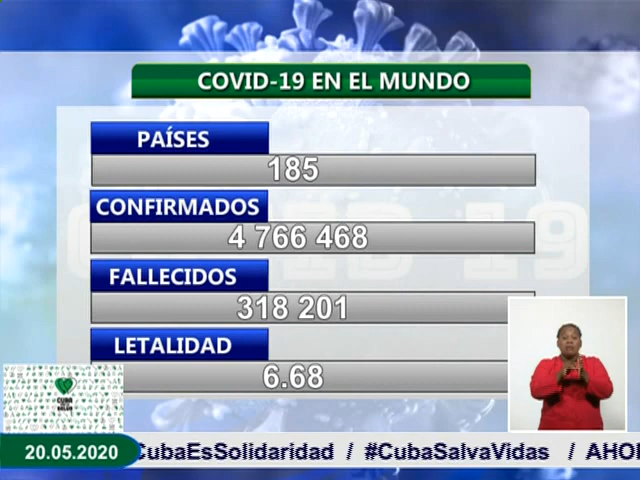 COVID-19 EN EL MUNDO
PAÍSES
185
CONFIRMADOS
4 766 468
FALLECIDOS
318 201
LETALIDAD
6.68
CUBA
20.05.2020
CubaEsSolidaridad / #CubaSalvaVidas / AHO